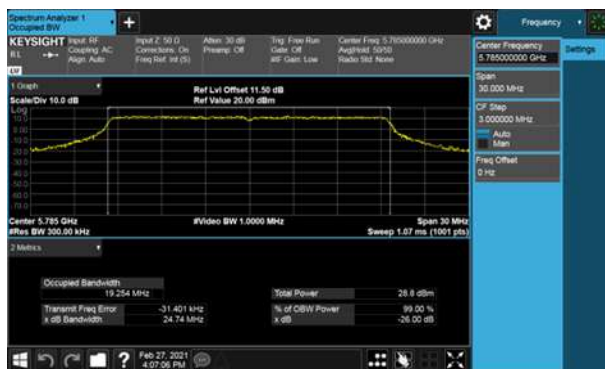 Spectrum Analyzer 1
Occupied BW
Frequency
KEYSIGHT
Input: RF
Coupling: AC
Align: Auto
Input Z: 50 Ω
Corrections: On
Freq Ref: Int (S)
Atten: 30 dB
Preamp: Off
Trig: Free Run
Gate: Off
#IF Gain: Low
Center Freq: 5.785000000 GHz
Avg|Hold: 50/50
Radio Std: None
1 Graph
Scale/Div 10.0 dB
Ref Lvl Offset 11.50 dB
Ref Value 20.00 dBm
Log
10.0
0.00
Center 5.785 GHz
#Res BW 300.00 kHz
#Video BW 1.0000 MHz
Span 30 MHz
Sweep 1.07 ms (1001 pts)
2 Metrics
Occupied Bandwidth
19.254 MHz
Total Power
28.8 dBm
Transmit Freq Error
-31.401 kHz
% of OBW Power
99.00 %
x dB Bandwidth
24.74 MHz
x dB
-26.00 dB
Feb 27, 2021
4:07:06 PM
Center Frequency
5.785000000 GHz
Settings
Span
30.000 MHz
CF Step
3.000000 MHz
Auto
Man
Freq Offset
0 Hz